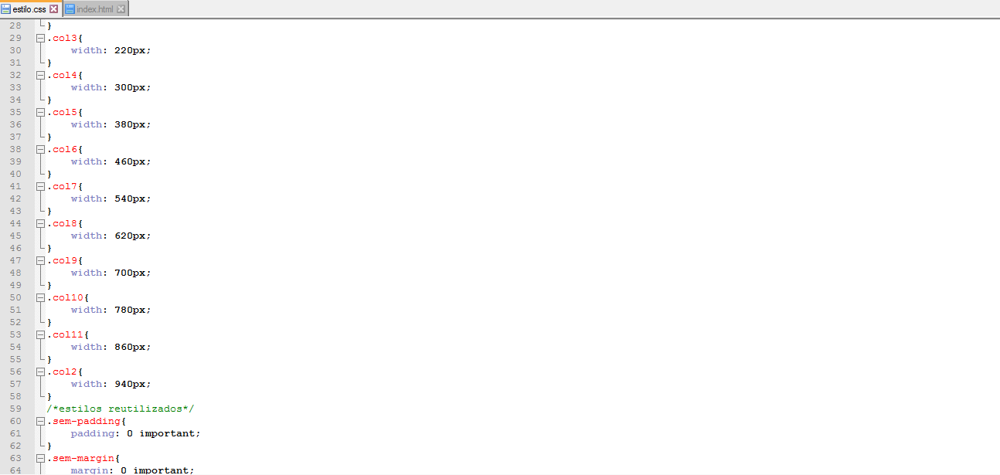 estilo.css index.html
28 }
29 .col3{
30 width: 220px;
31 }
32 .col4{
33 width: 300px;
34 }
35 .col5{
36 width: 380px;
37 }
38 .col6{
39 width: 460px;
40 }
41 .col7{
42 width: 540px;
43 }
44 .col8{
45 width: 620px;
46 }
47 .col9{
48 width: 700px;
49 }
50 .col10{
51 width: 780px;
52 }
53 .col11{
54 width: 860px;
55 }
56 .col2{
57 width: 940px;
58 }
59 /*estilos reutilizados*/
60 .sem-padding{
61 padding: 0 important;
62 }
63 .sem-margin{
64 margin: 0 important;